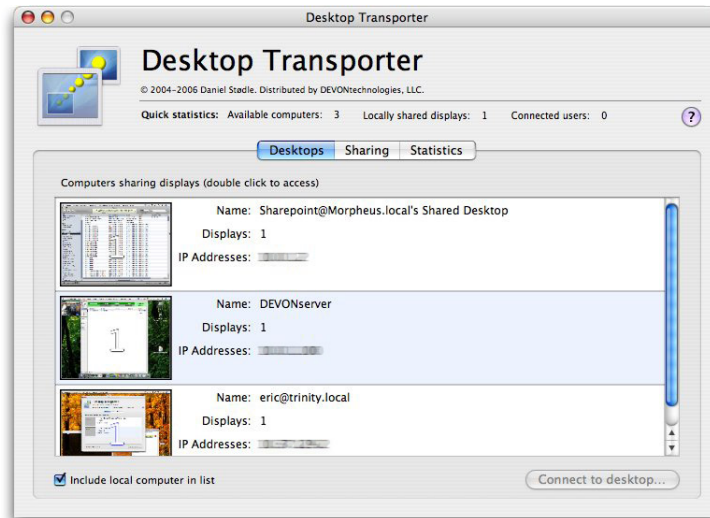 Desktop Transporter
Desktop Transporter
© 2004–2006 Daniel Stødle. Distributed by DEVONtechnologies, LLC.
Quick statistics: Available computers: 3 Locally shared displays: 1 Connected users: 0 ?
Desktops Sharing Statistics
Computers sharing displays (double click to access)
Name: Sharepoint@Morpheus.local's Shared Desktop
Displays: 1
IP Addresses:
1
Name: DEVONserver
Displays: 1
IP Addresses:
1
Name: eric@trinity.local
Displays: 1
IP Addresses:
1
Include local computer in list
Connect to desktop...